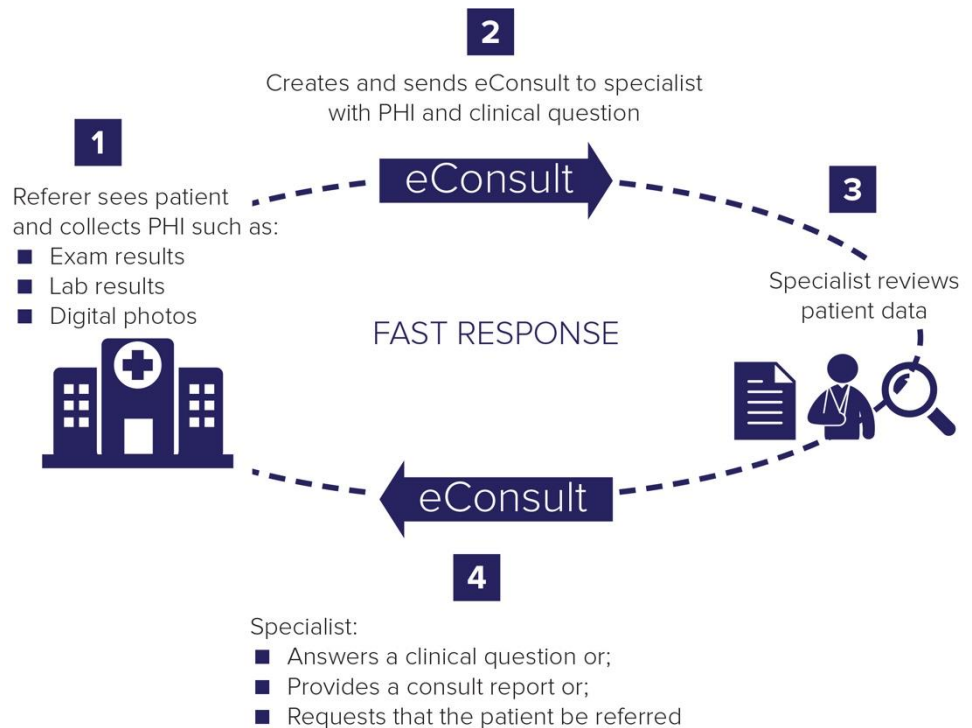 1
Referer sees patient
and collects PHI such as:
■ Exam results
■ Lab results
■ Digital photos
2
Creates and sends eConsult to specialist
with PHI and clinical question
eConsult
3
Specialist reviews
patient data
FAST RESPONSE
eConsult
4
Specialist:
■ Answers a clinical question or;
■ Provides a consult report or;
■ Requests that the patient be referred